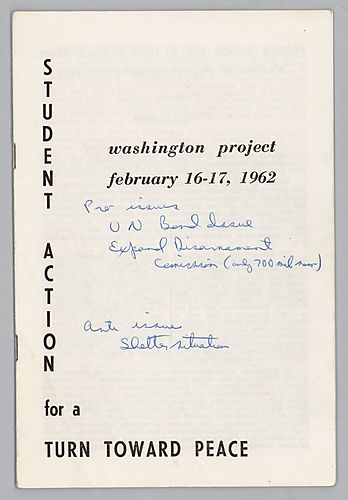 STUDENT ACTION
washington project
february 16-17, 1962
Pro issues
UN Bond Issue
Expand Disarmament
Comission (only 700 mil now)
Anti issue
Shelter situation
for a
TURN TOWARD PEACE